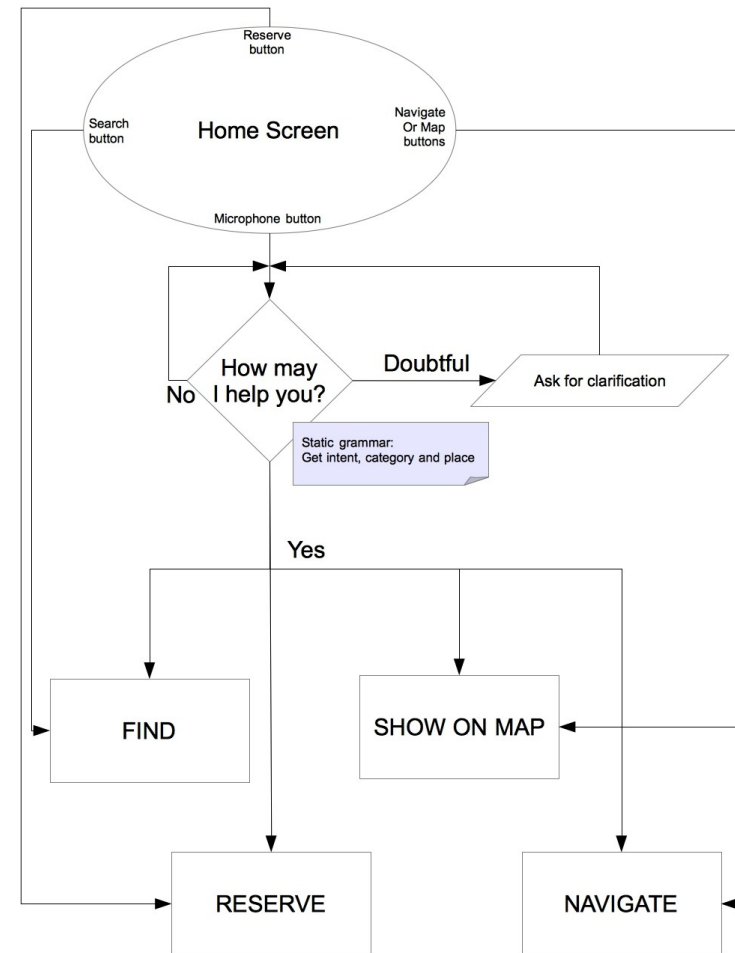 Reserve
button
Search
button
Home Screen
Navigate
Or Map
buttons
Microphone button
How may
I help you?
No
Doubtful
Ask for clarification
Static grammar:
Get intent, category and place
Yes
FIND
SHOW ON MAP
RESERVE
NAVIGATE